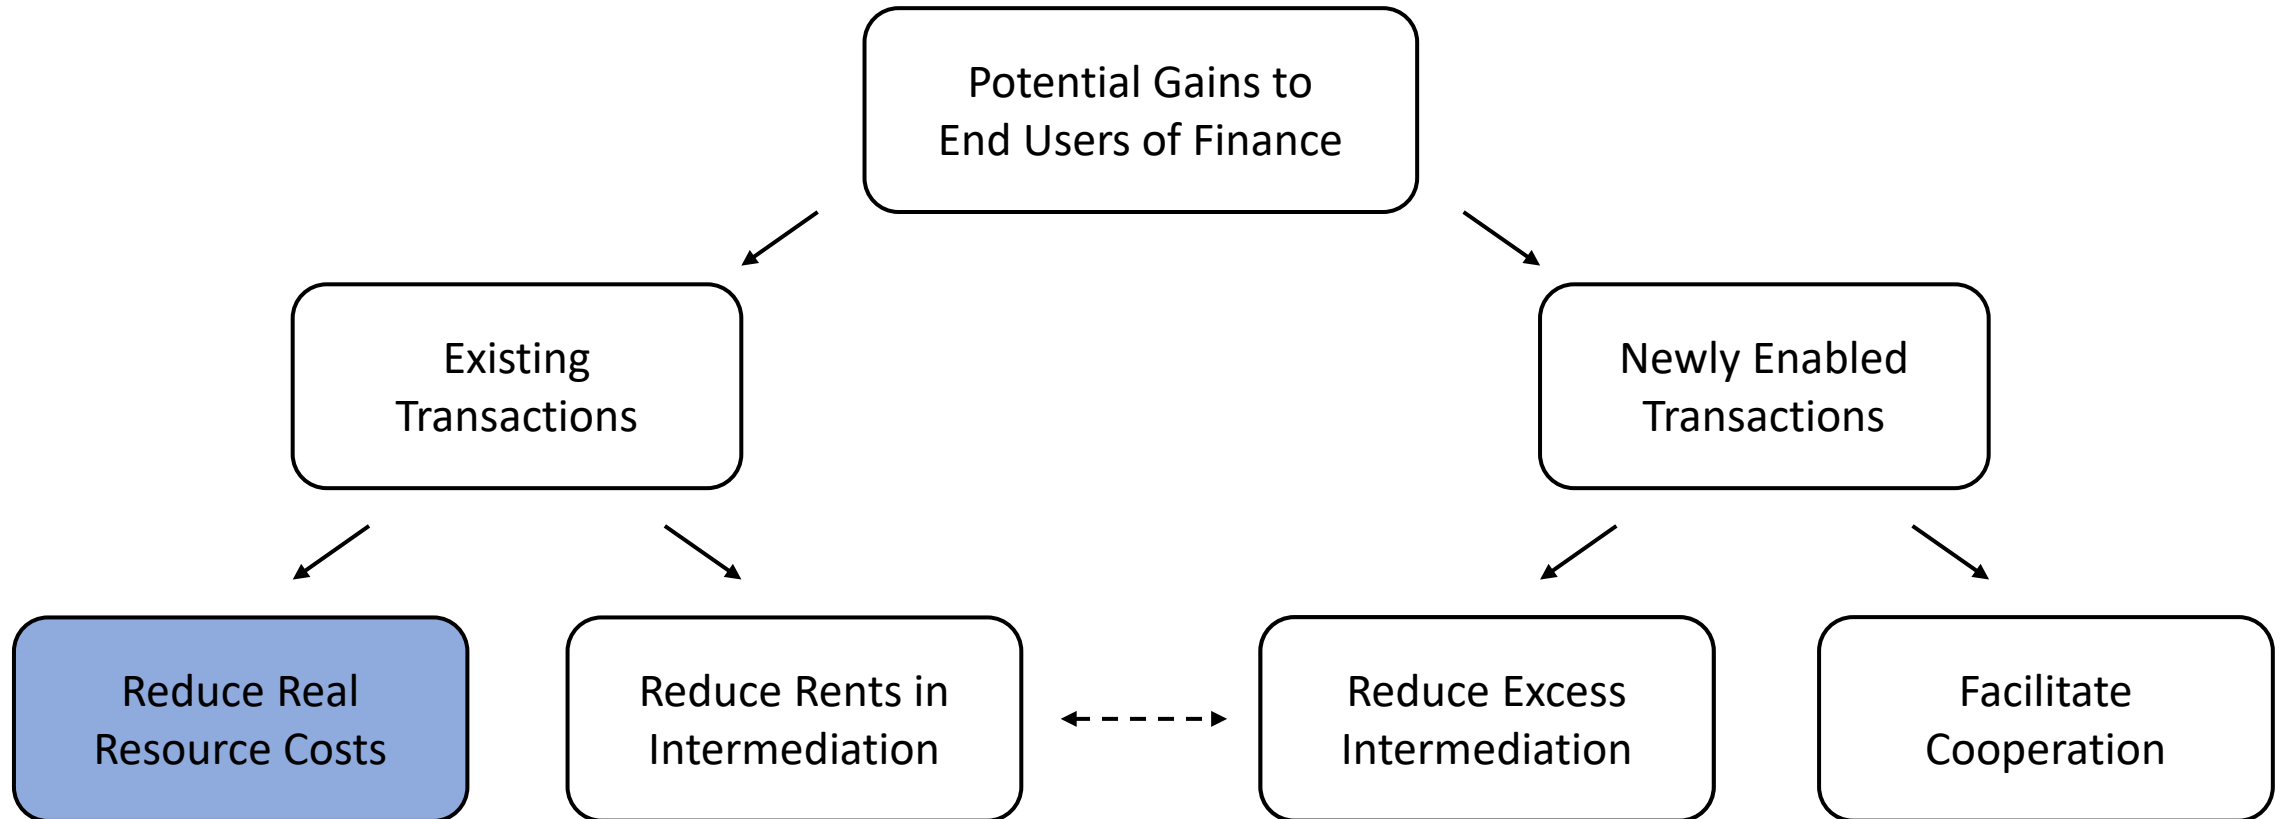 Potential Gains to
End Users of Finance
Existing
Transactions
Newly Enabled
Transactions
Reduce Real
Resource Costs
Reduce Rents in
Intermediation
Reduce Excess
Intermediation
Facilitate
Cooperation